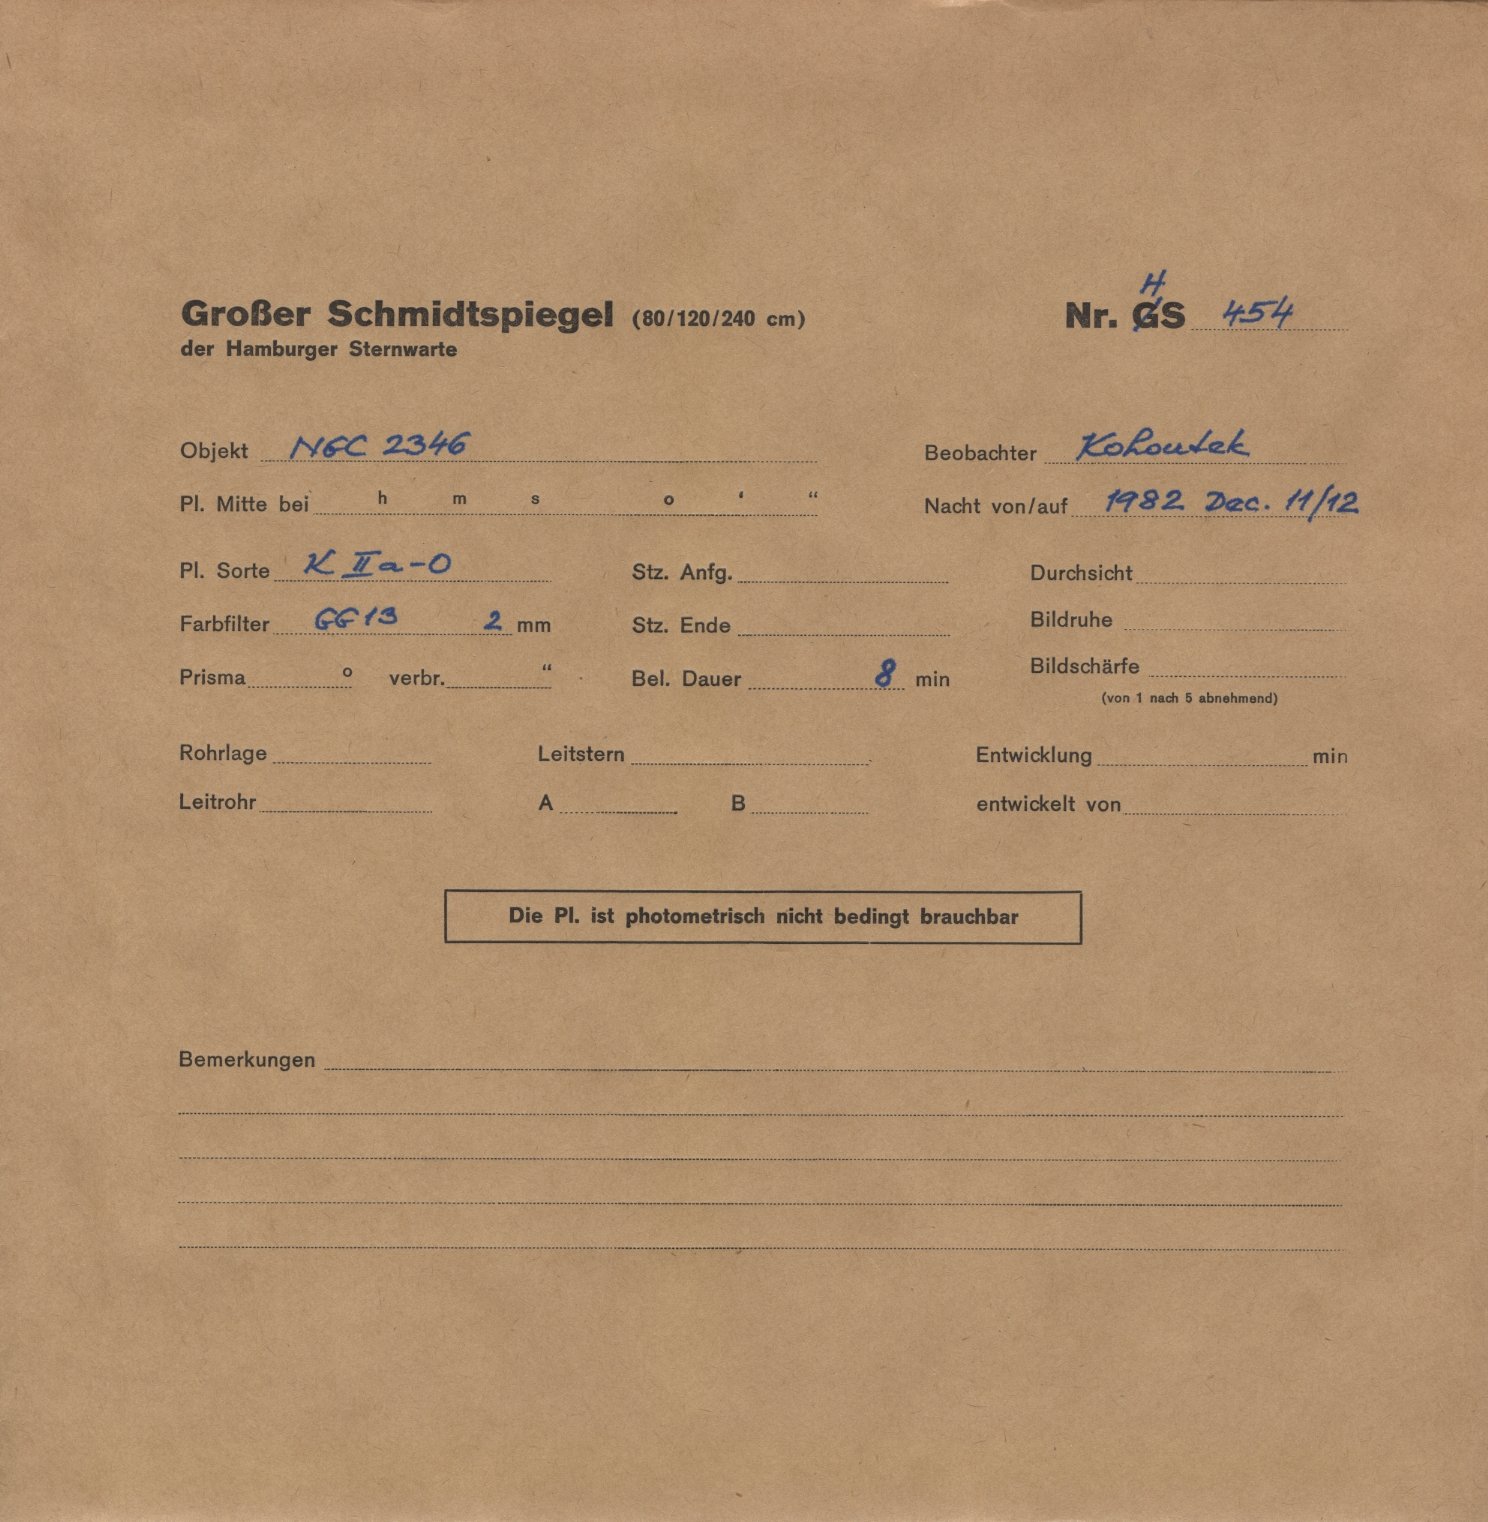 Großer Schmidtspiegel (80/120/240 cm) Nr. GS H 454
der Hamburger Sternwarte
Objekt NGC 2346 Beobachter Kohoutek
Pl. Mitte bei h m s o ‘ “ Nacht von/auf 1982 Dec. 11/12
Pl. Sorte K IIa-O Stz. Anfg. Durchsicht
Farbfilter GG13 2 mm Stz. Ende Bildruhe
Prisma o verbr. “ Bel. Dauer 8 min Bildschärfe
(von 1 nach 5 abnehmend)
Rohrlage Leitstern Entwicklung min
Leitrohr A B entwickelt von
Die Pl. ist photometrisch nicht bedingt brauchbar
Bemerkungen